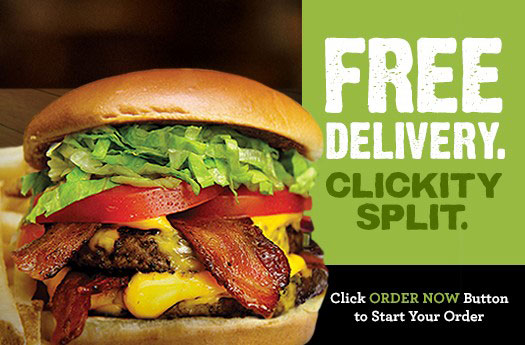 FREE
DELIVERY.
CLICKITY
SPLIT.
Click ORDER NOW Button
to Start Your Order